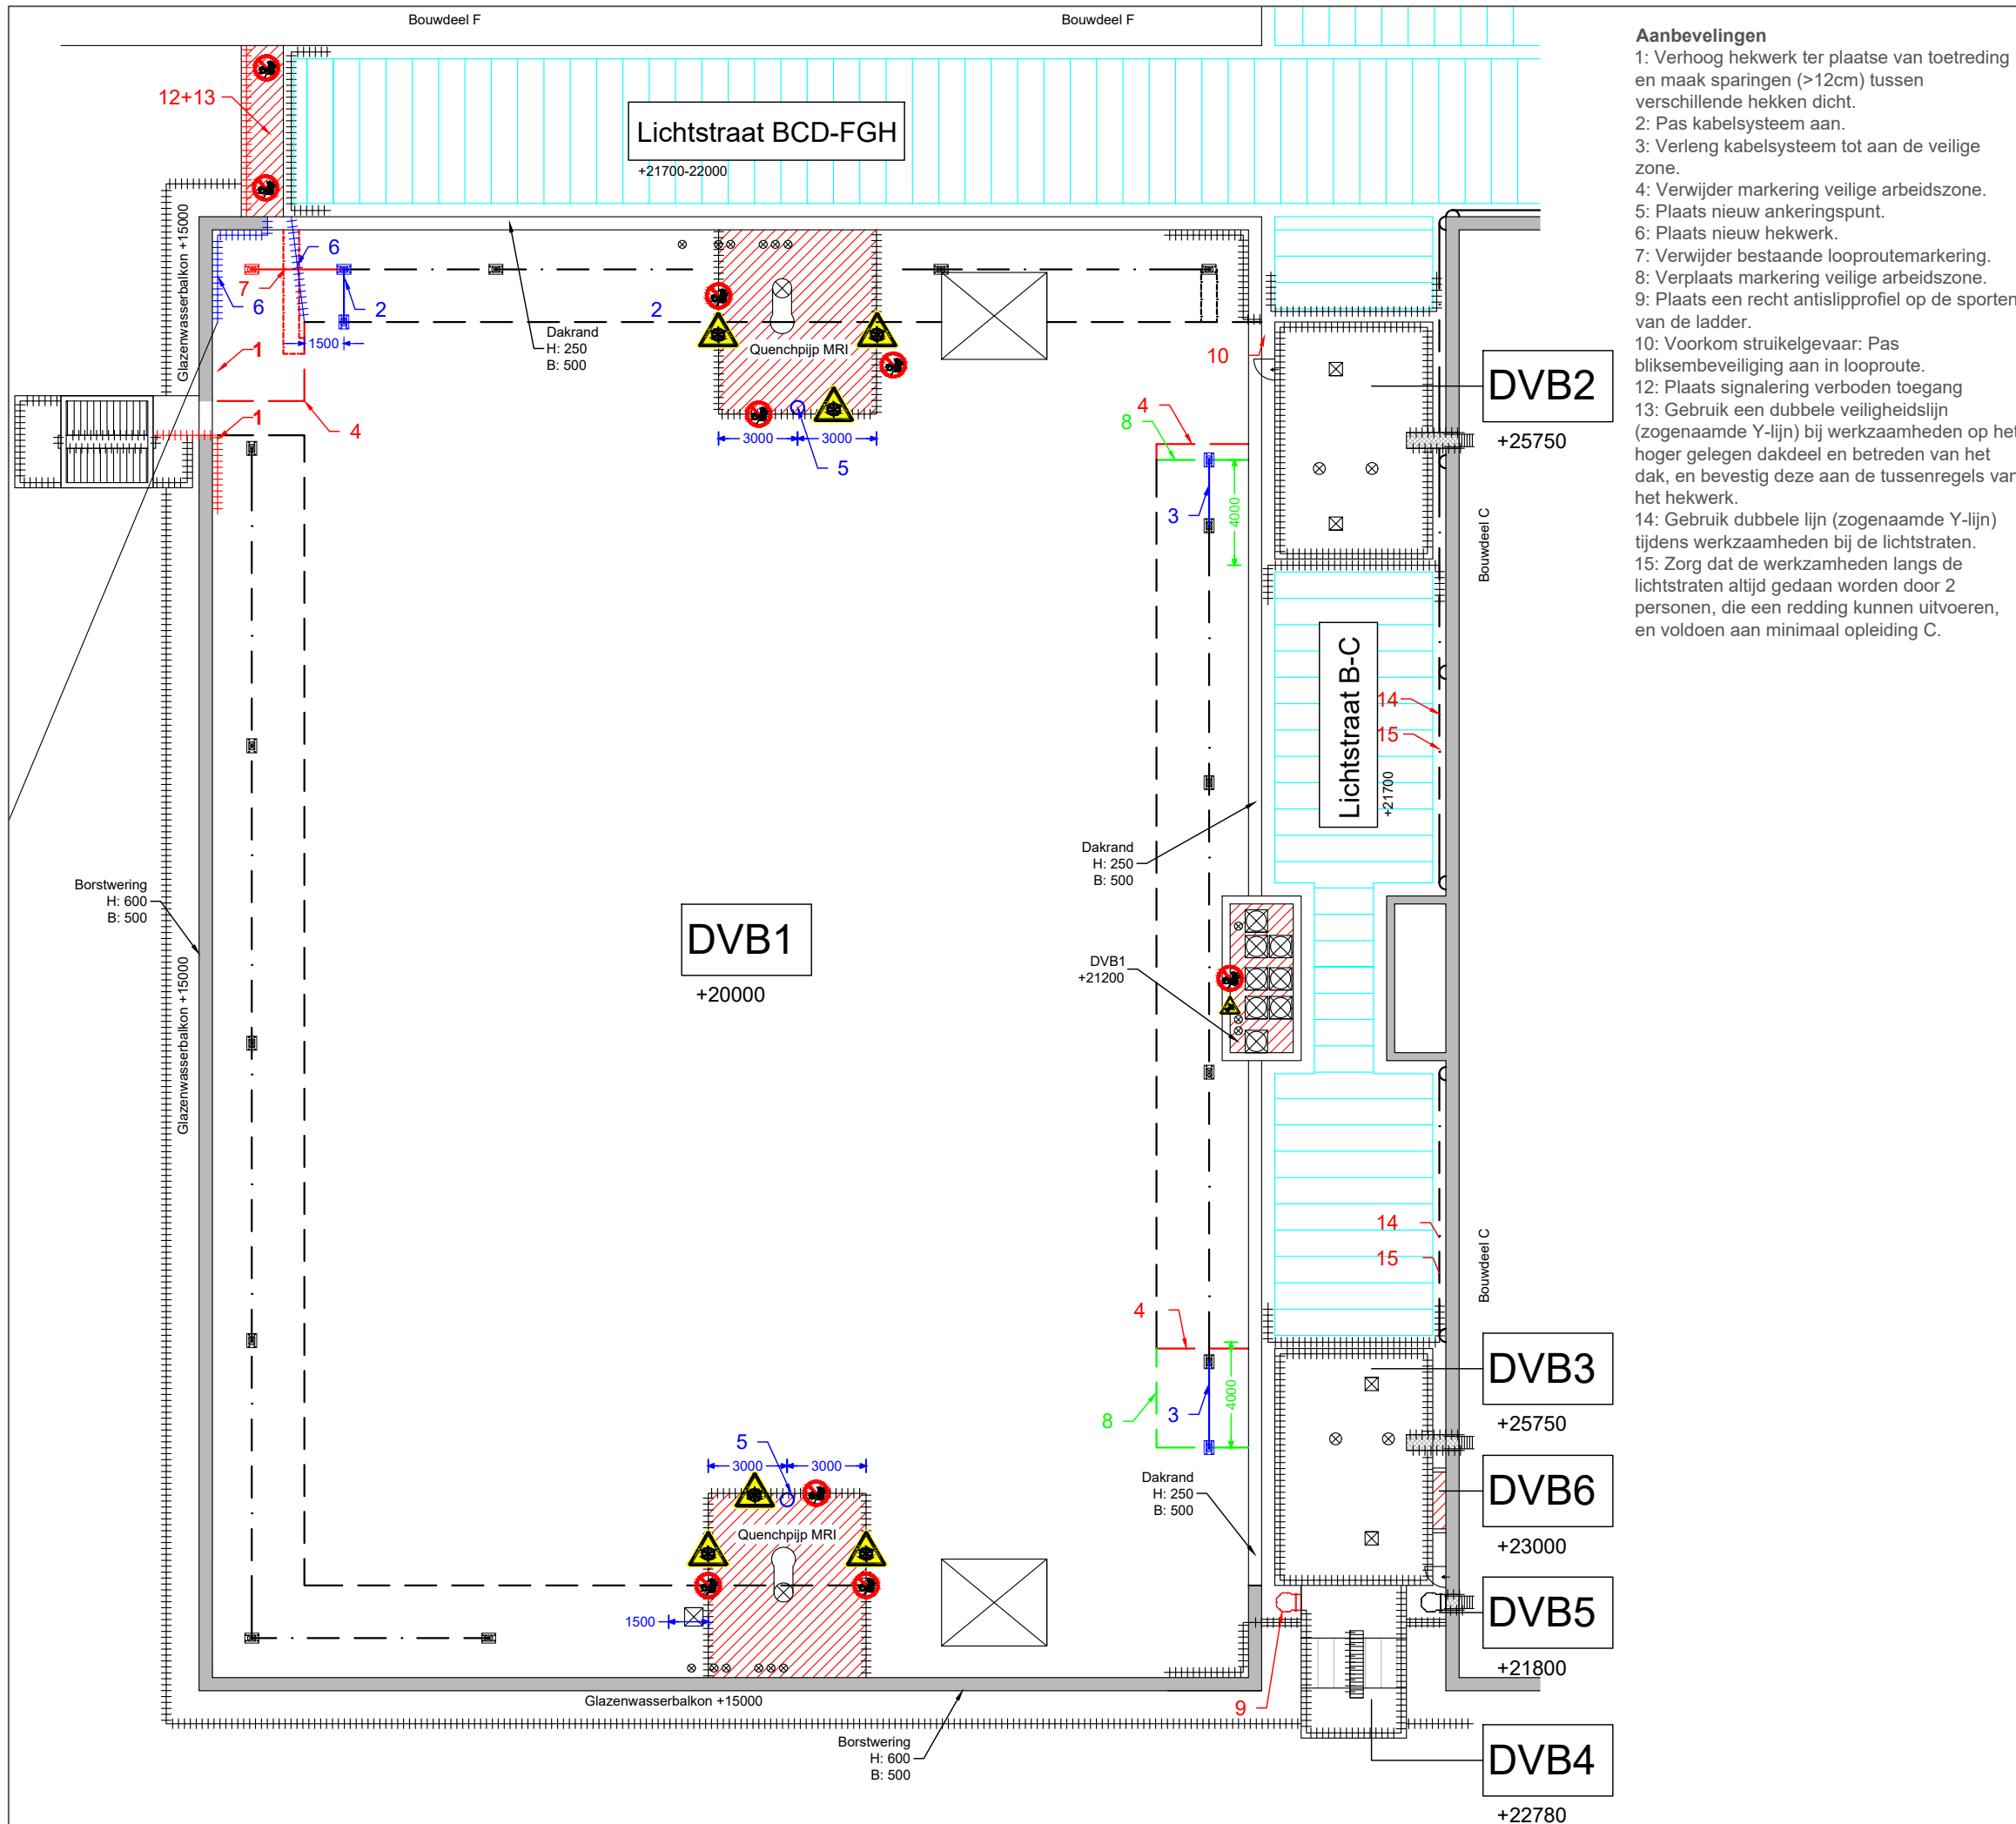 Bouwdeel F
Bouwdeel F
12+13
Lichtstraat BCD-FGH
+21700-22000
Glazenwasserbalkon +15000
6
7
6
2
2
1500
1
1
4
Dakrand
H: 250
B: 500
Quenchpijp MRI
3000
3000
5
10
4
8
3
4000
DVB2
+25750
Bouwdeel C
Lichtstraat B-C
+21700
14
15
Dakrand
H: 250
B: 500
Borstwering
H: 600
B: 500
Glazenwasserbalkon +15000
DVB1
+20000
DVB1
+21200
14
15
Bouwdeel C
4
8
3
4000
5
3000
3000
Quenchpijp MRI
1500
Dakrand
H: 250
B: 500
DVB3
+25750
DVB6
+23000
DVB5
+21800
9
Glazenwasserbalkon +15000
Borstwering
H: 600
B: 500
DVB4
+22780
Aanbevelingen
1: Verhoog hekwerk ter plaatse van toetreding
en maak sparingen (>12cm) tussen
verschillende hekken dicht.
2: Pas kabelsysteem aan.
3: Verleng kabelsysteem tot aan de veilige
zone.
4: Verwijder markering veilige arbeidszone.
5: Plaats nieuw ankeringspunt.
6: Plaats nieuw hekwerk.
7: Verwijder bestaande looproutemarkering.
8: Verplaats markering veilige arbeidszone.
9: Plaats een recht antislipprofiel op de sporten
van de ladder.
10: Voorkom struikelgevaar: Pas
bliksembeveiliging aan in looproute.
12: Plaats signalering verboden toegang
13: Gebruik een dubbele veiligheidslijn
(zogenaamde Y-lijn) bij werkzaamheden op het
hoger gelegen dakdeel en betreden van het
dak, en bevestig deze aan de tussenregels van
het hekwerk.
14: Gebruik dubbele lijn (zogenaamde Y-lijn)
tijdens werkzaamheden bij de lichtstraten.
15: Zorg dat de werkzamheden langs de
lichtstraten altijd gedaan worden door 2
personen, die een redding kunnen uitvoeren,
en voldoen aan minimaal opleiding C.